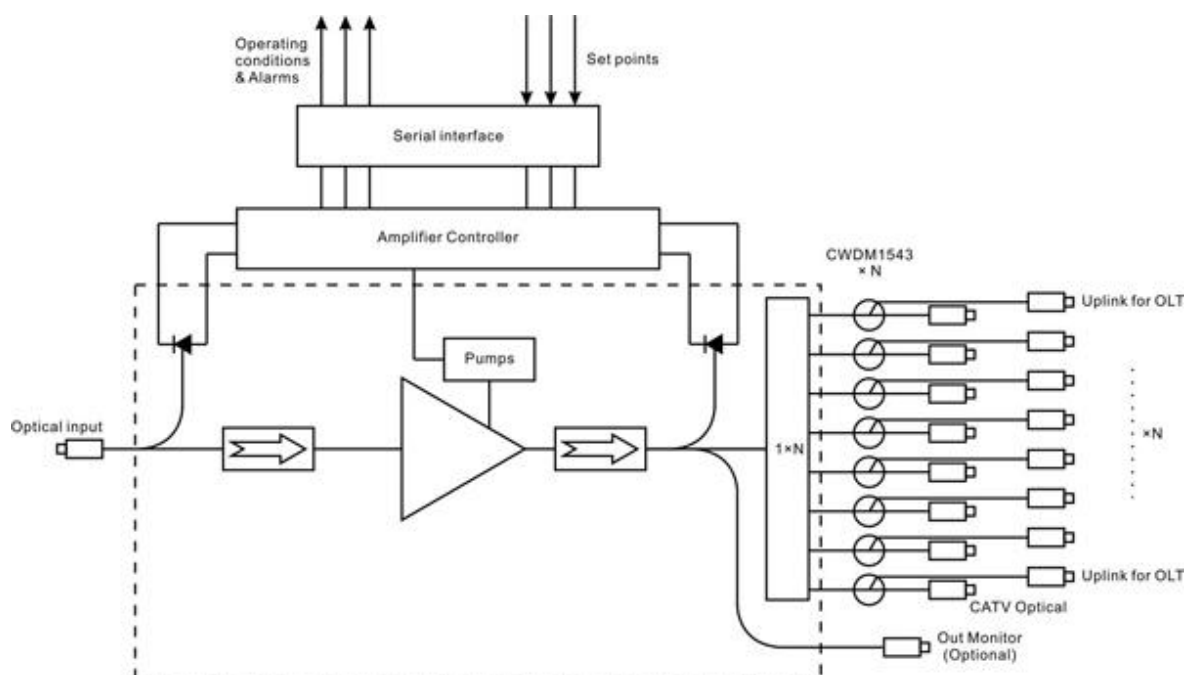 Operating
conditions
& Alarms
Set points
Serial interface
Amplifier Controller
CWDM1543
× N
Uplink for OLT
Pumps
Optical input
1×N
×N
Uplink for OLT
CATV Optical
Out Monitor
(Optional)